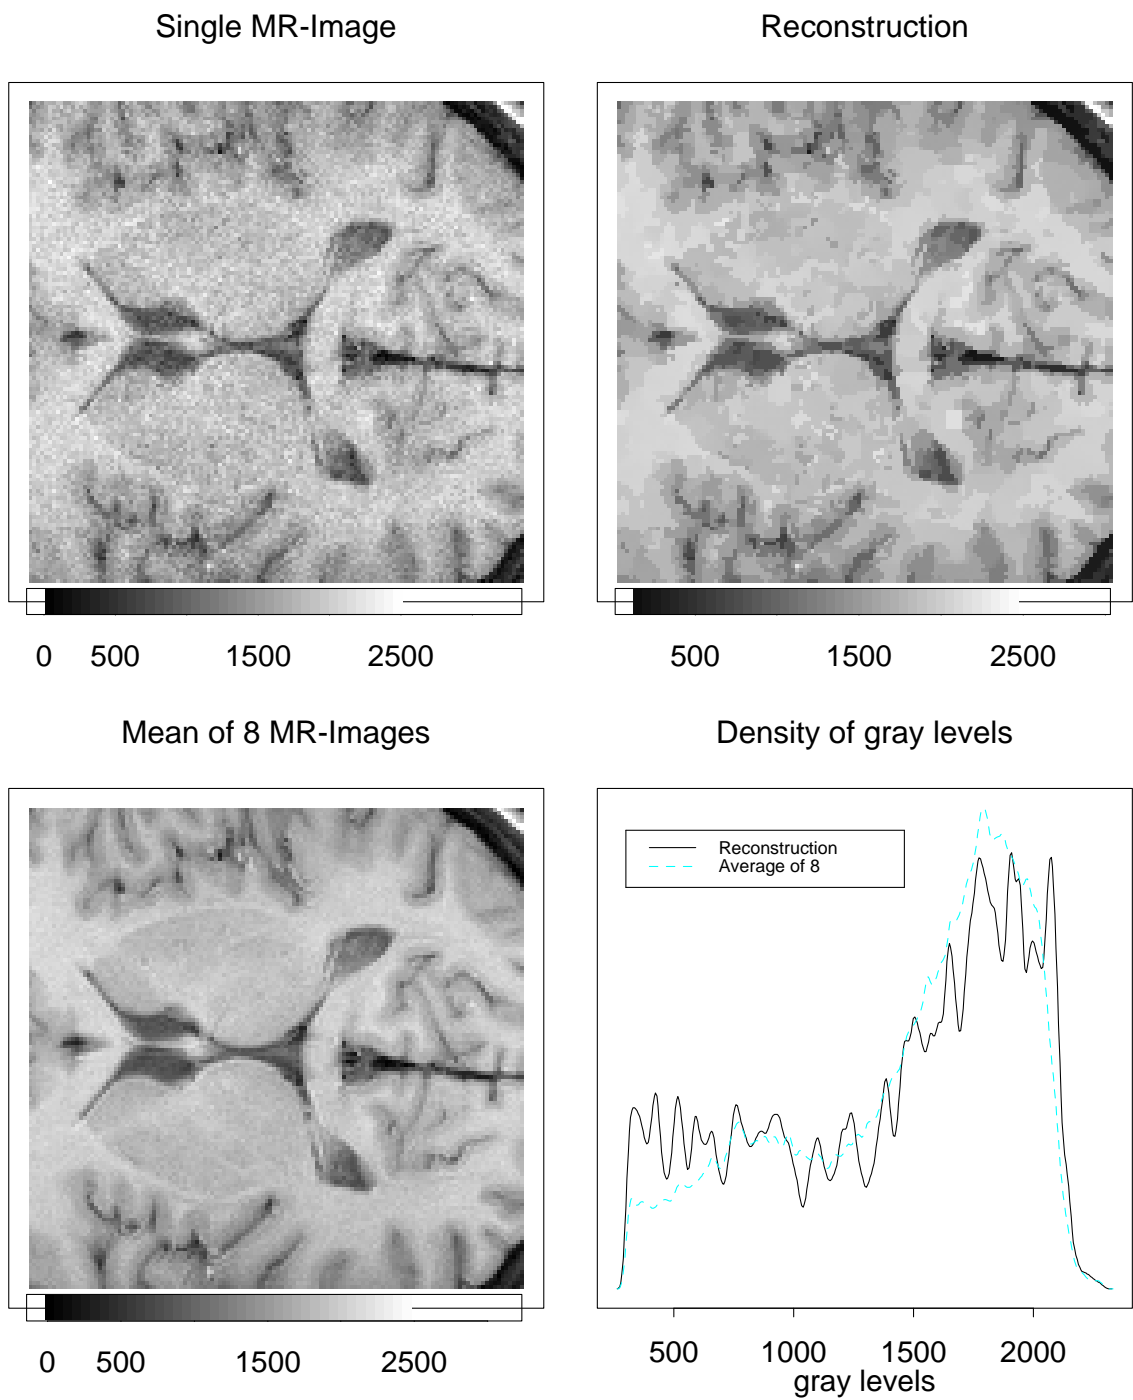 Single MR-Image
Reconstruction
0 500 1500 2500
500 1500 2500
Mean of 8 MR-Images
Density of gray levels
Reconstruction
Average of 8
0 500 1500 2500
500 1000 1500 2000
gray levels